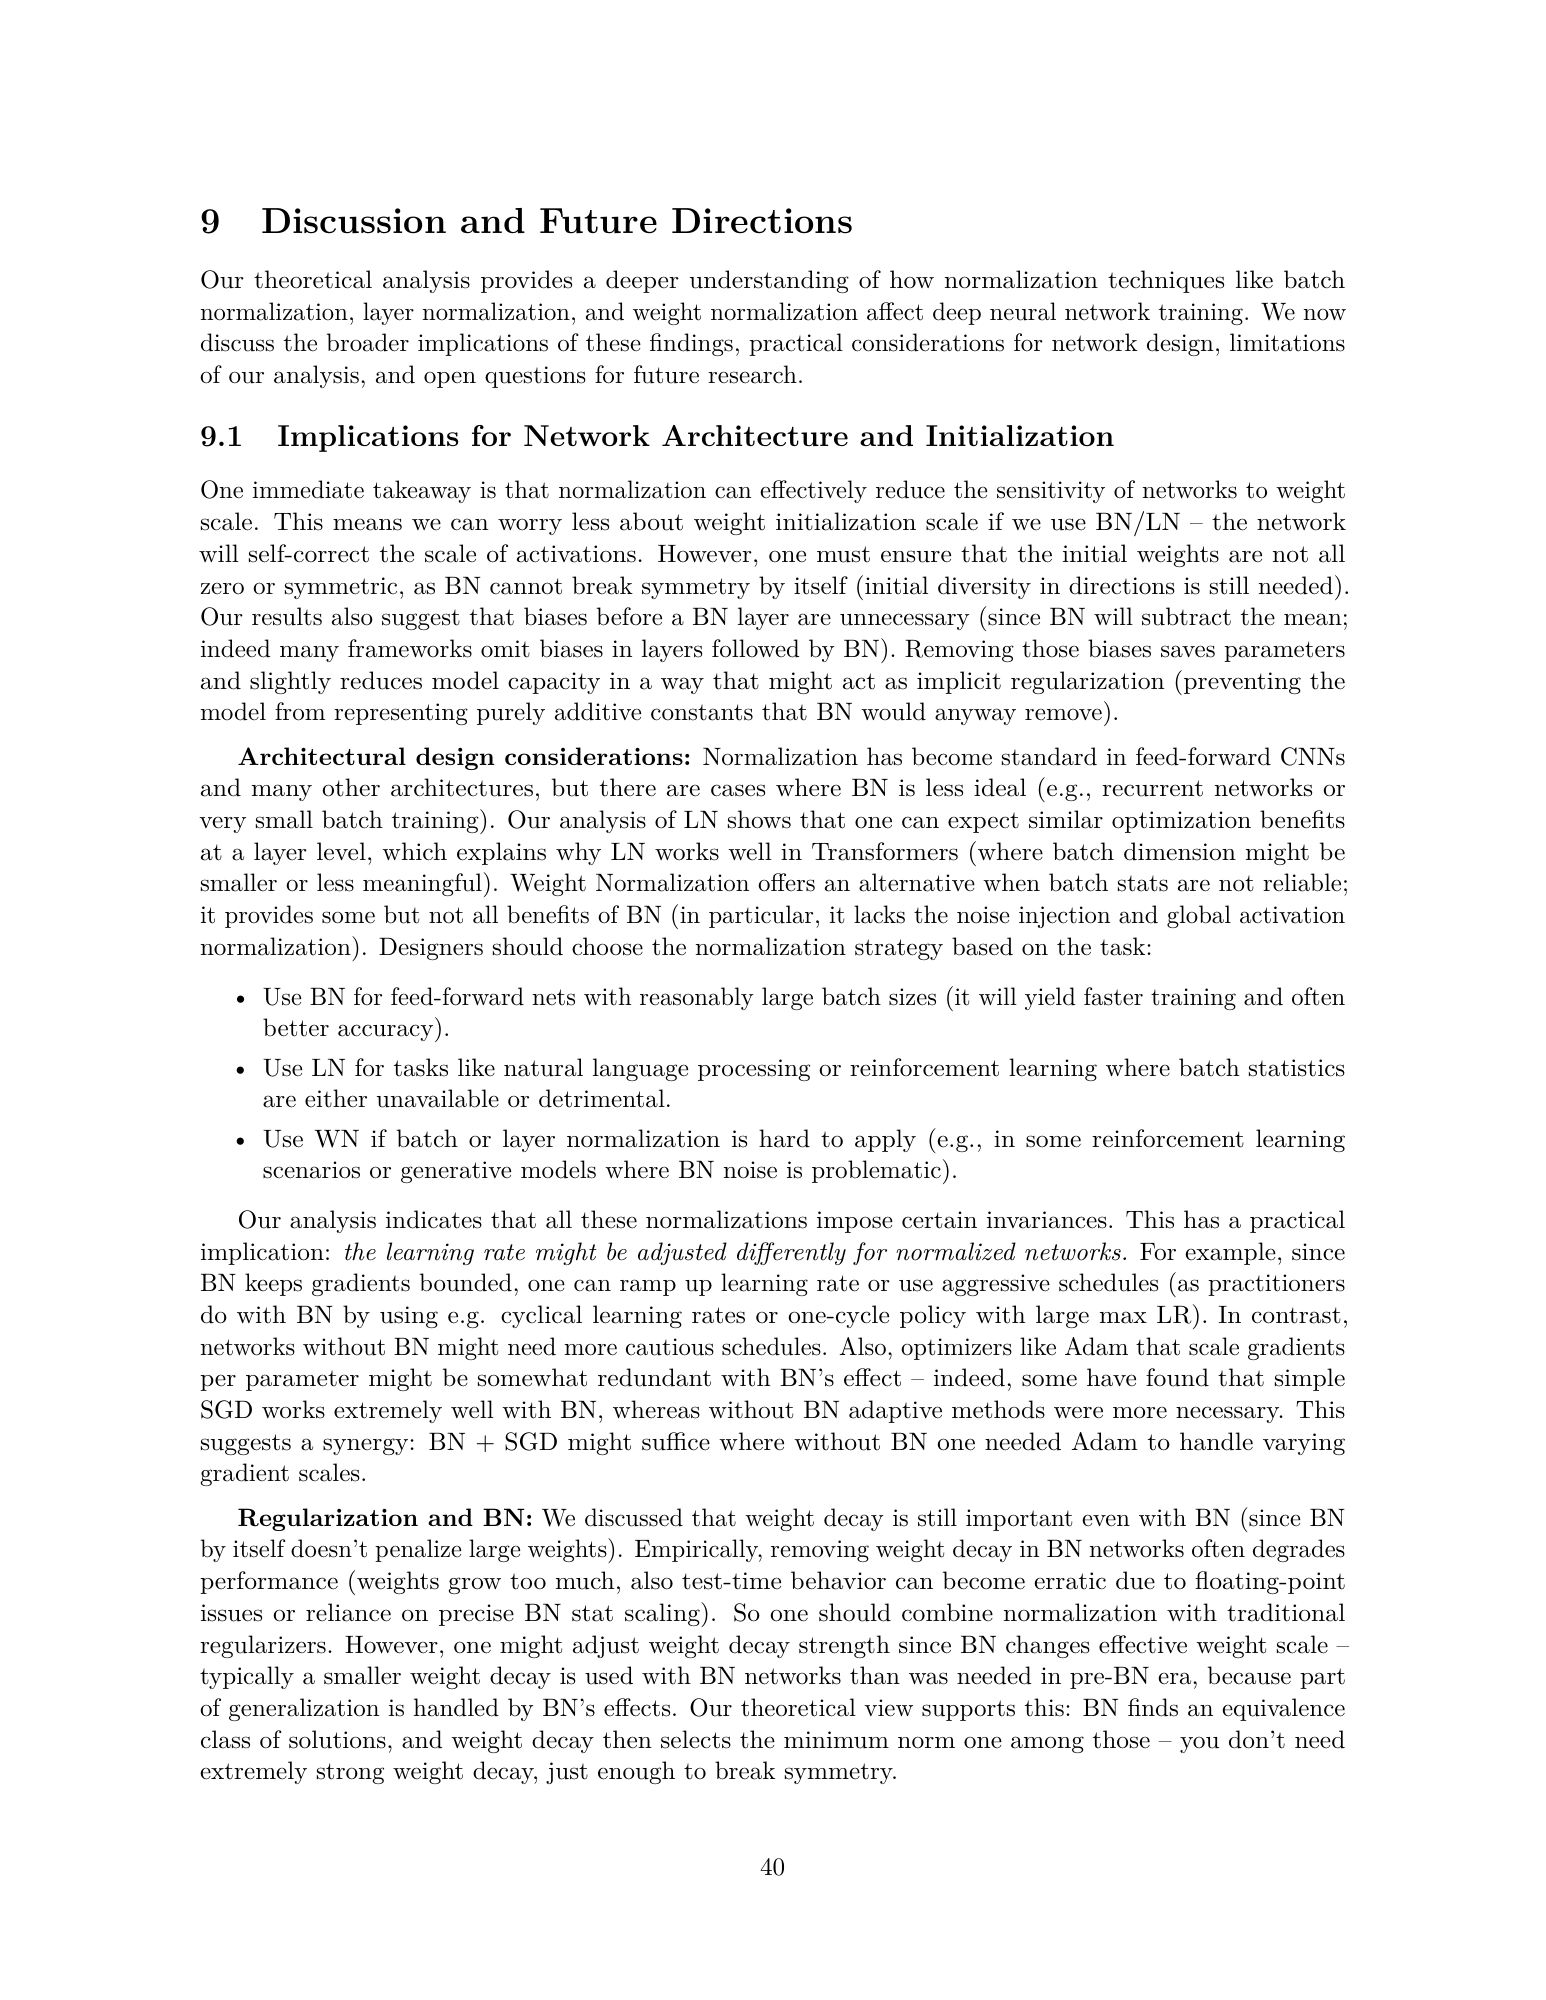 9 Discussion and Future Directions
Our theoretical analysis provides a deeper understanding of how normalization techniques like batch
normalization, layer normalization, and weight normalization affect deep neural network training. We now
discuss the broader implications of these findings, practical considerations for network design, limitations
of our analysis, and open questions for future research.
9.1 Implications for Network Architecture and Initialization
One immediate takeaway is that normalization can effectively reduce the sensitivity of networks to weight
scale. This means we can worry less about weight initialization scale if we use BN/LN – the network
will self-correct the scale of activations. However, one must ensure that the initial weights are not all
zero or symmetric, as BN cannot break symmetry by itself (initial diversity in directions is still needed).
Our results also suggest that biases before a BN layer are unnecessary (since BN will subtract the mean;
indeed many frameworks omit biases in layers followed by BN). Removing those biases saves parameters
and slightly reduces model capacity in a way that might act as implicit regularization (preventing the
model from representing purely additive constants that BN would anyway remove).
Architectural design considerations: Normalization has become standard in feed-forward CNNs
and many other architectures, but there are cases where BN is less ideal (e.g., recurrent networks or
very small batch training). Our analysis of LN shows that one can expect similar optimization benefits
at a layer level, which explains why LN works well in Transformers (where batch dimension might be
smaller or less meaningful). Weight Normalization offers an alternative when batch stats are not reliable;
it provides some but not all benefits of BN (in particular, it lacks the noise injection and global activation
normalization). Designers should choose the normalization strategy based on the task:
• Use BN for feed-forward nets with reasonably large batch sizes (it will yield faster training and often
better accuracy).
• Use LN for tasks like natural language processing or reinforcement learning where batch statistics
are either unavailable or detrimental.
• Use WN if batch or layer normalization is hard to apply (e.g., in some reinforcement learning
scenarios or generative models where BN noise is problematic).
Our analysis indicates that all these normalizations impose certain invariances. This has a practical
implication: the learning rate might be adjusted differently for normalized networks. For example, since
BN keeps gradients bounded, one can ramp up learning rate or use aggressive schedules (as practitioners
do with BN by using e.g. cyclical learning rates or one-cycle policy with large max LR). In contrast,
networks without BN might need more cautious schedules. Also, optimizers like Adam that scale gradients
per parameter might be somewhat redundant with BN's effect – indeed, some have found that simple
SGD works extremely well with BN, whereas without BN adaptive methods were more necessary. This
suggests a synergy: BN + SGD might suffice where without BN one needed Adam to handle varying
gradient scales.
Regularization and BN: We discussed that weight decay is still important even with BN (since BN
by itself doesn't penalize large weights). Empirically, removing weight decay in BN networks often degrades
performance (weights grow too much, also test-time behavior can become erratic due to floating-point
issues or reliance on precise BN stat scaling). So one should combine normalization with traditional
regularizers. However, one might adjust weight decay strength since BN changes effective weight scale –
typically a smaller weight decay is used with BN networks than was needed in pre-BN era, because part
of generalization is handled by BN's effects. Our theoretical view supports this: BN finds an equivalence
class of solutions, and weight decay then selects the minimum norm one among those – you don't need
extremely strong weight decay, just enough to break symmetry.
40